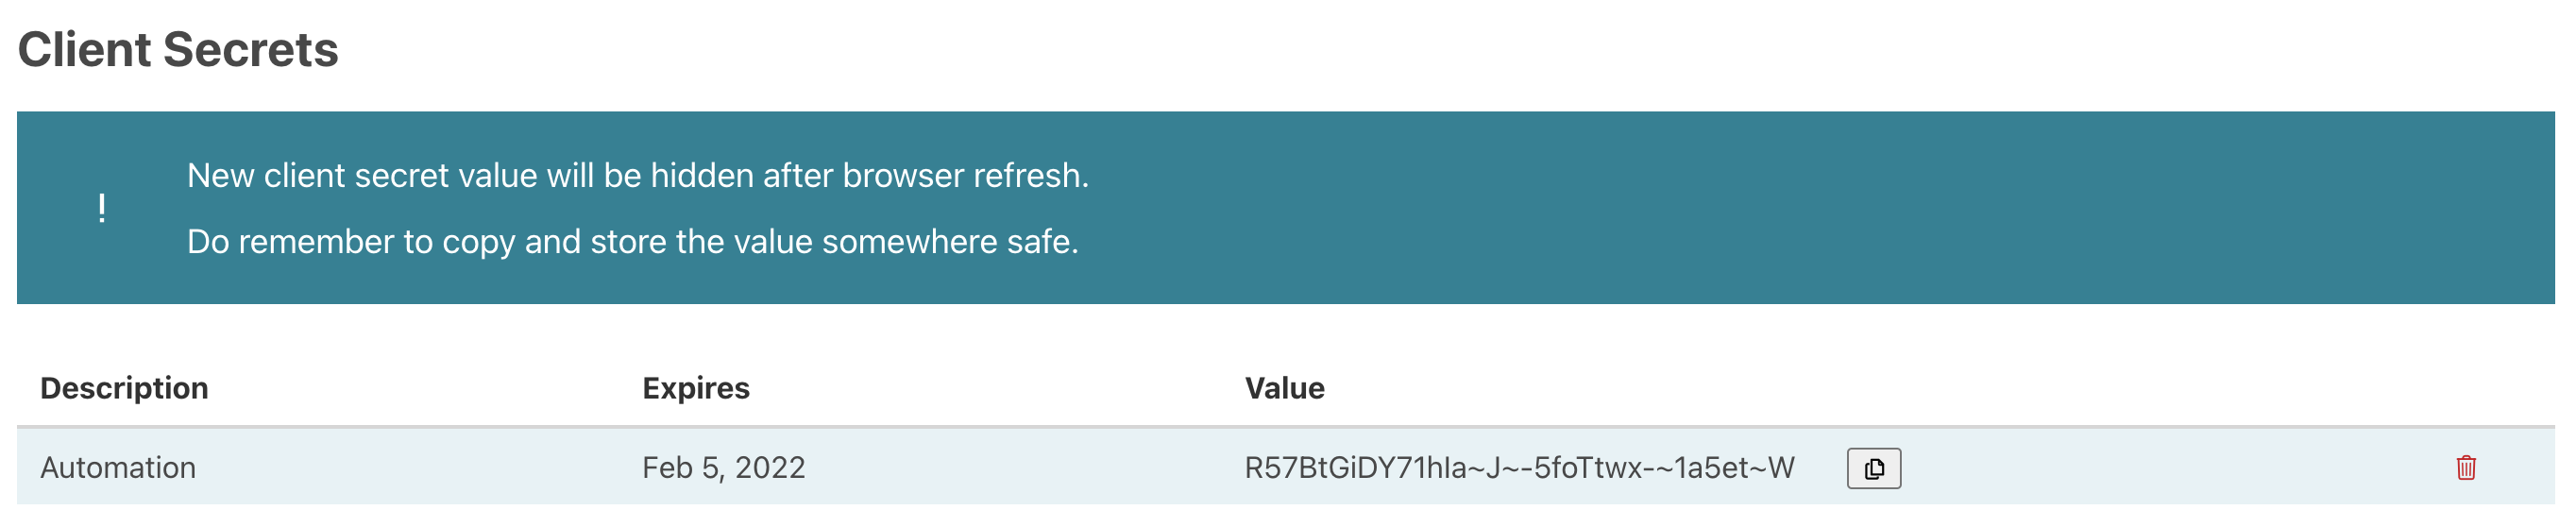 Client Secrets
!
New client secret value will be hidden after browser refresh.
Do remember to copy and store the value somewhere safe.
Description Expires Value
Automation Feb 5, 2022 R57BtGiDY71hIa~J~-5foTtwx-~1a5et~W